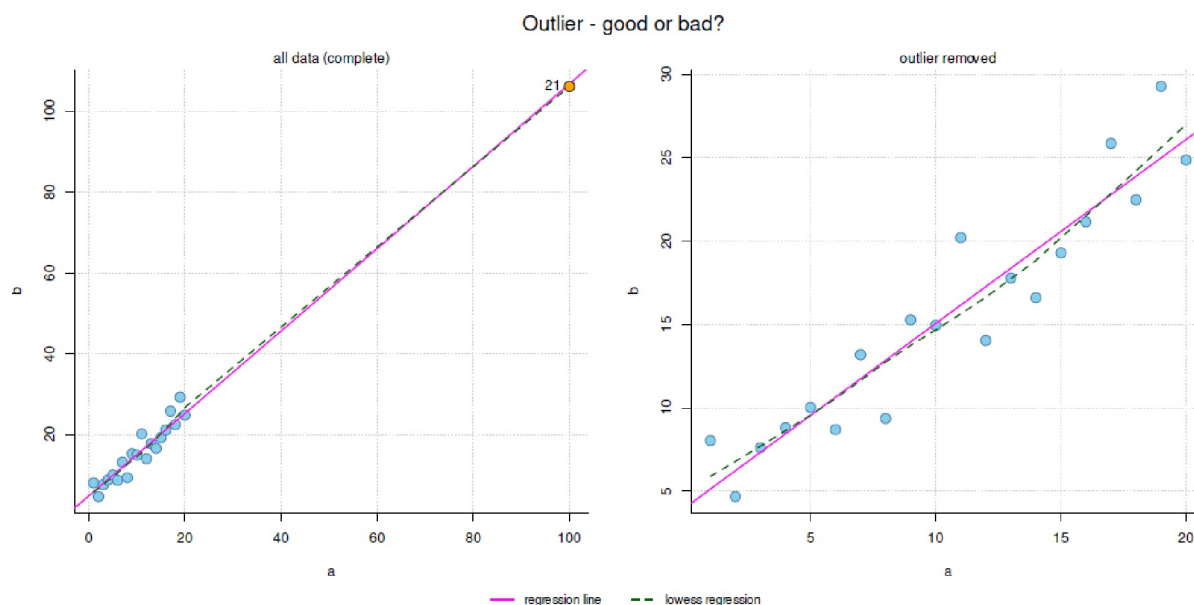 Outlier - good or bad?
all data (complete)
100
80
60
40
20
21
0
20
40
60
80
100
b
a
outlier removed
30
25
20
15
10
5
5
10
15
20
b
a
regression line
lowess regression